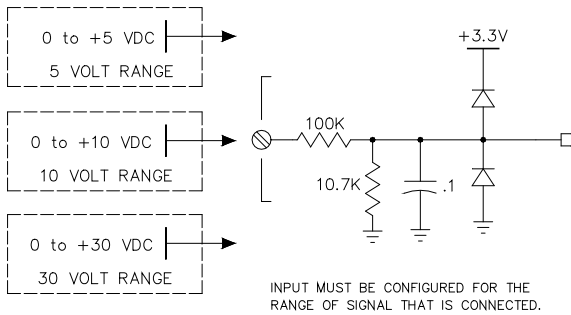 0 to +5 VDC
5 VOLT RANGE
0 to +10 VDC
10 VOLT RANGE
0 to +30 VDC
30 VOLT RANGE
+3.3V
100K
10.7K
.1
INPUT MUST BE CONFIGURED FOR THE
RANGE OF SIGNAL THAT IS CONNECTED.